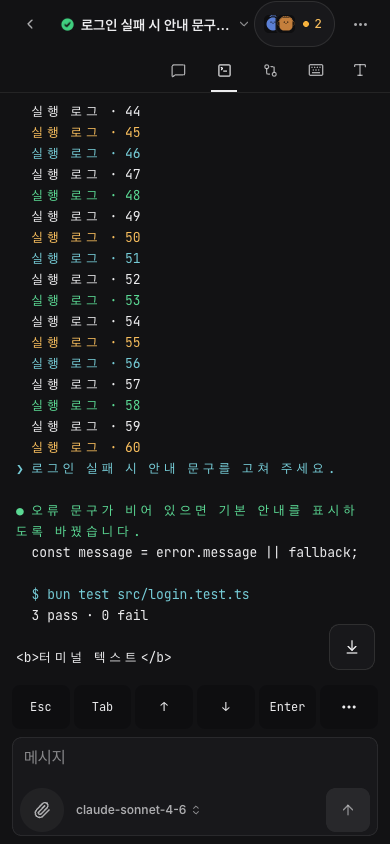 로그인 실패 시 안내 문구... 2
실행 로그 · 44
실행 로그 · 45
실행 로그 · 46
실행 로그 · 47
실행 로그 · 48
실행 로그 · 49
실행 로그 · 50
실행 로그 · 51
실행 로그 · 52
실행 로그 · 53
실행 로그 · 54
실행 로그 · 55
실행 로그 · 56
실행 로그 · 57
실행 로그 · 58
실행 로그 · 59
실행 로그 · 60
❯ 로그인 실패 시 안내 문구를 고쳐 주세요.
● 오류 문구가 비어 있으면 기본 안내를 표시하
도록 바꿨습니다.
const message = error.message || fallback;
$ bun test src/login.test.ts
3 pass · 0 fail
<b>터미널 텍스트</b>
Esc Tab ↑ ↓ Enter •••
메시지
claude-sonnet-4-6